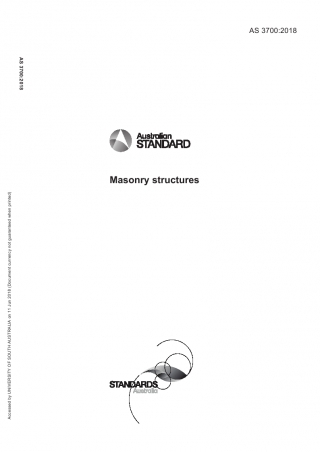 AS 3700:2018
AS 3700:2018
Australian
STANDARD
Masonry structures
Accessed by UNIVERSITY OF SOUTH AUSTRALIA on 11 Jun 2018 (Document currency not guaranteed when printed)
STANDARDS
Australia